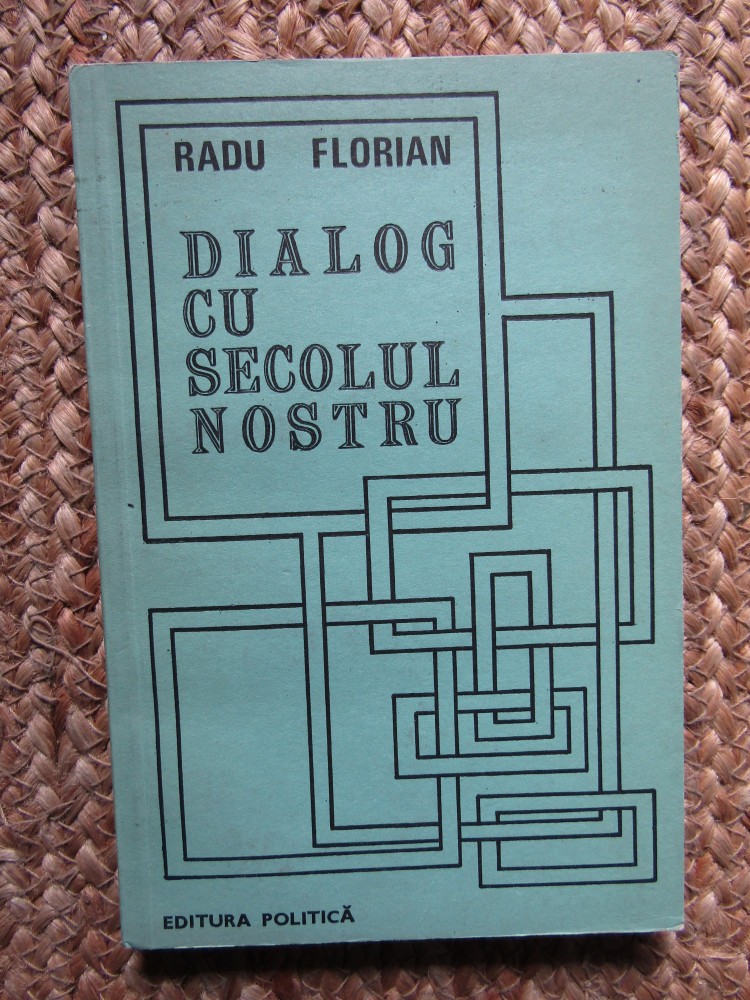 RADU FLORIAN
DIALOG
CU
SECOLUL
NOSTRU
EDITURA POLITICĂ